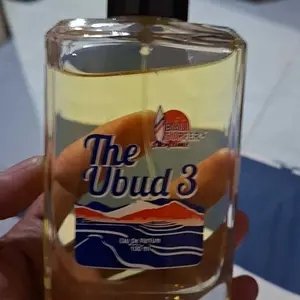 The
Ubud 3
Eau De Parfum
100 ml